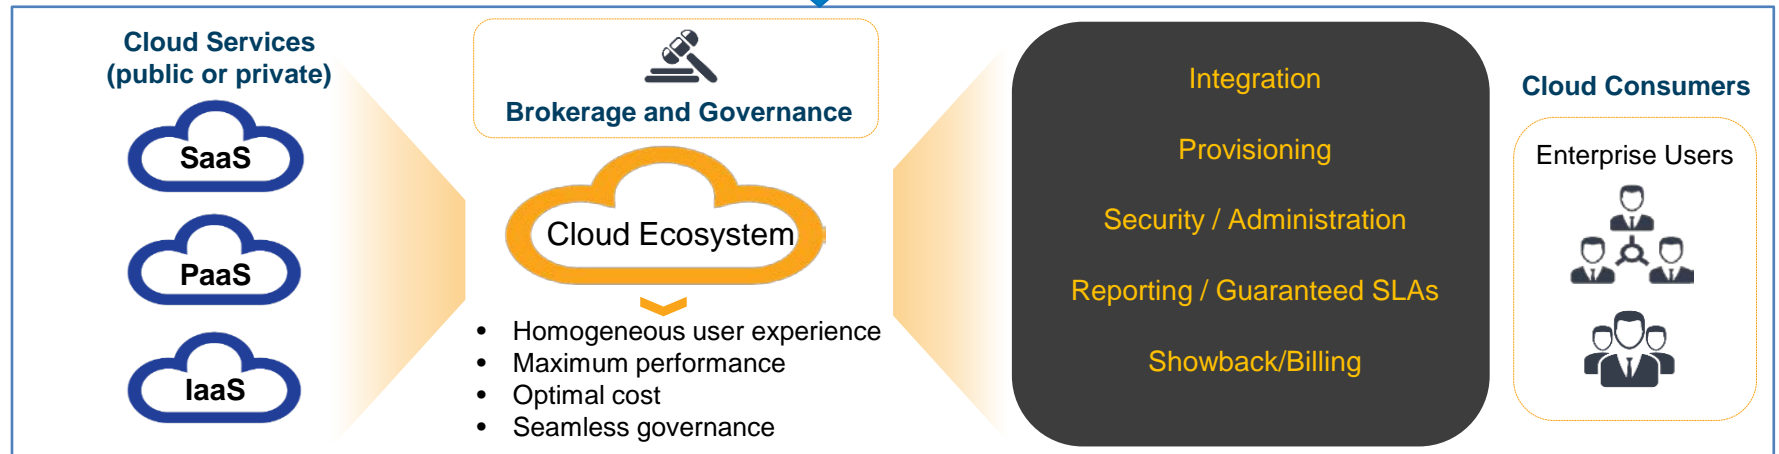 Cloud Services
(public or private)
SaaS
PaaS
IaaS
Brokerage and Governance
Cloud Ecosystem
• Homogeneous user experience
• Maximum performance
• Optimal cost
• Seamless governance
Integration
Provisioning
Security / Administration
Reporting / Guaranteed SLAs
Showback/Billing
Cloud Consumers
Enterprise Users